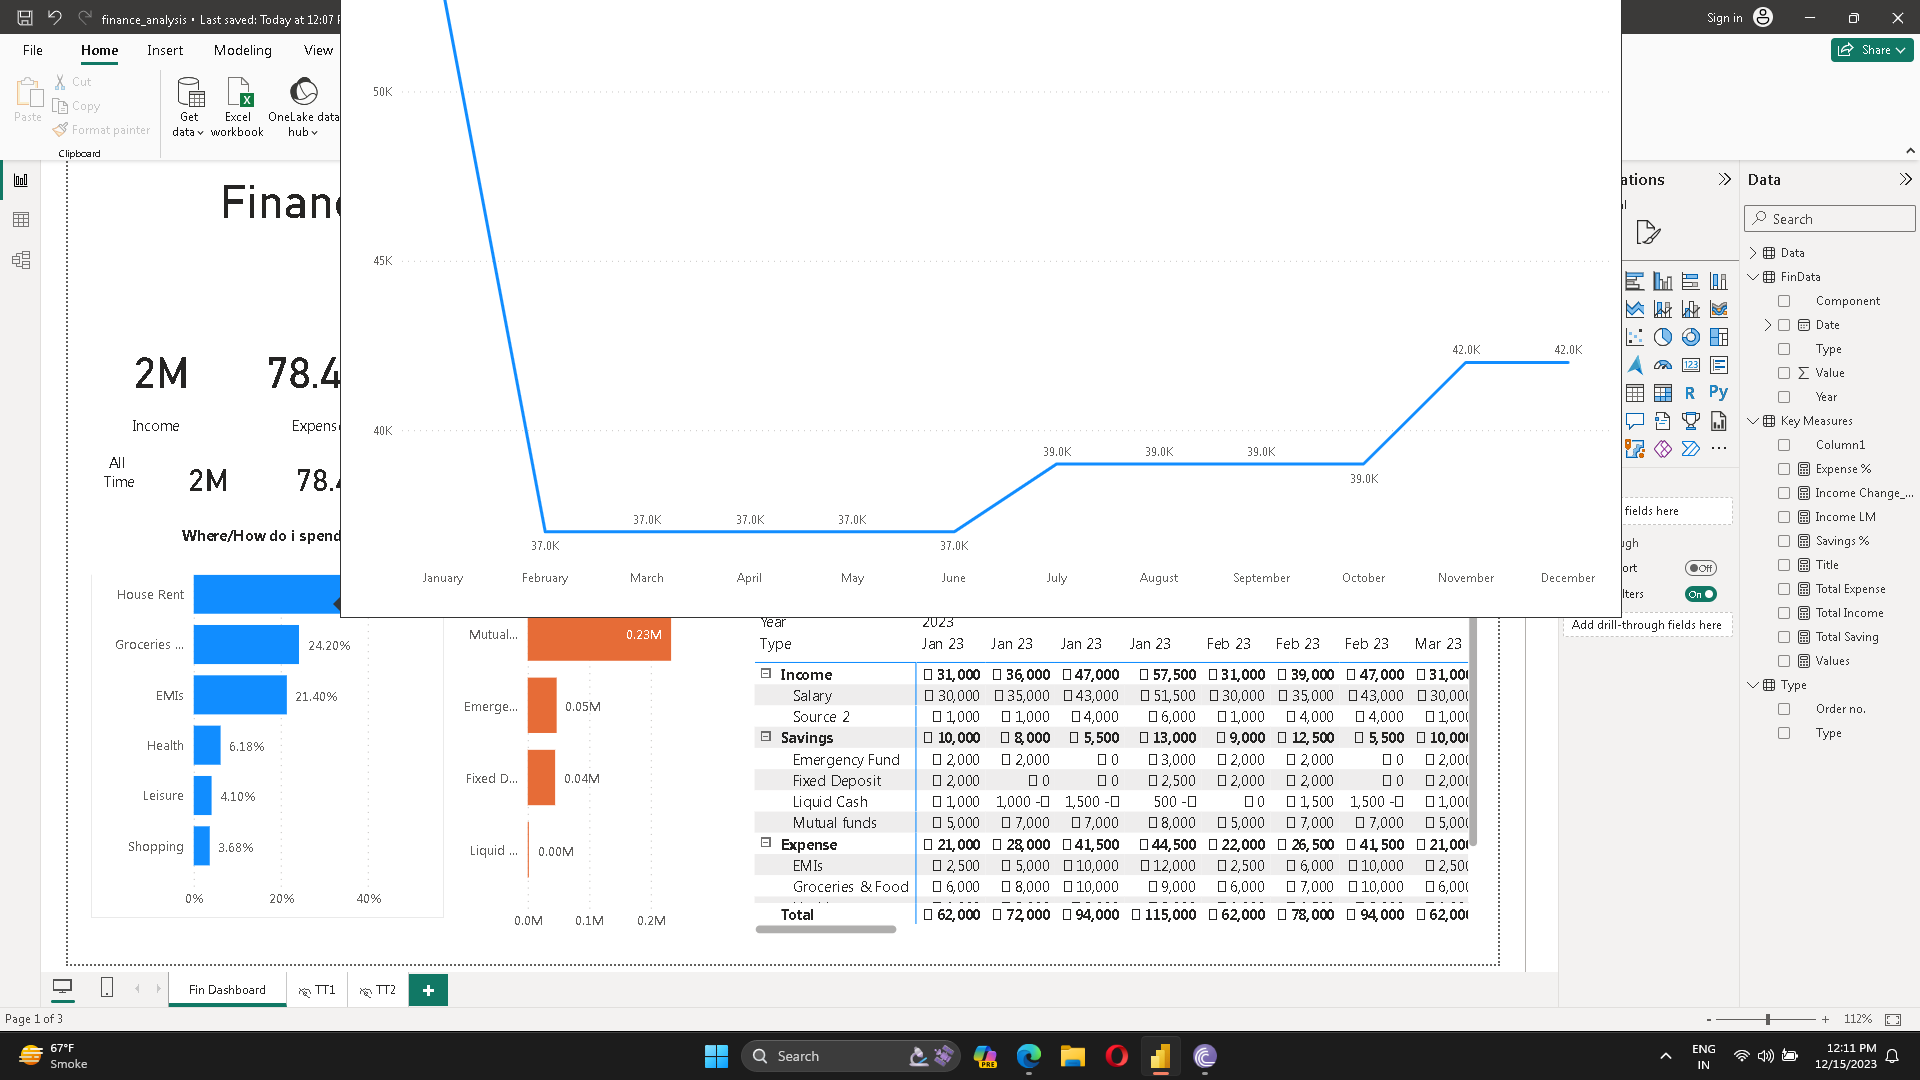 finance_analysis • Last saved: Today at 12:07 P
Sign in
File Home Insert Modeling View
Share
Paste
Cut
Copy
Format painter
Clipboard
Get data
Excel workbook
OneLake data hub
50K
45K
40K
37.0K
37.0K
37.0K
37.0K
37.0K
39.0K
39.0K
39.0K
39.0K
42.0K
42.0K
January February March April May June July August September October November December
Financ
2M
Income
78.4
Expens
All Time
2M
78.
Where/How do i spend
House Rent
Groceries ... 24.20%
EMIs 21.40%
Health 6.18%
Leisure 4.10%
Shopping 3.68%
0% 20% 40%
Mutual... 0.23M
Emerge... 0.05M
Fixed D... 0.04M
Liquid ... 0.00M
0.0M 0.1M 0.2M
Year 2023
Type Jan 23 Jan 23 Jan 23 Jan 23 Feb 23 Feb 23 Feb 23 Mar 23
Income 31,000 36,000 47,000 57,500 31,000 39,000 47,000 31,000
Salary 30,000 35,000 43,000 51,500 30,000 35,000 43,000 30,000
Source 2 1,000 1,000 4,000 6,000 1,000 4,000 4,000 1,000
Savings 10,000 8,000 5,500 13,000 9,000 12,500 5,500 10,000
Emergency Fund 2,000 2,000 0 3,000 2,000 2,000 0 2,000
Fixed Deposit 2,000 0 0 2,500 2,000 2,000 0 2,000
Liquid Cash 1,000 1,000 - 1,500 - 500 - 0 1,500 1,500 - 1,000
Mutual funds 5,000 7,000 7,000 8,000 5,000 7,000 7,000 5,000
Expense 21,000 28,000 41,500 44,500 22,000 26,500 41,500 21,000
EMIs 2,500 5,000 10,000 12,000 2,500 6,000 10,000 2,500
Groceries & Food 6,000 8,000 10,000 9,000 6,000 7,000 10,000 6,000
Total 62,000 72,000 94,000 115,000 62,000 78,000 94,000 62,000
ations
R
Py
123
fields here
ugh
ort Off
lters On
Add drill-through fields here
Data
Search
Data
FinData
Component
Date
Type
Value
Year
Key Measures
Column1
Expense %
Income Change_...
Income LM
Savings %
Title
Total Expense
Total Income
Total Saving
Values
Type
Order no.
Type
Fin Dashboard
TT1
TT2
Page 1 of 3
112%
67°F
Smoke
Search
PRE
ENG
IN
12:11 PM
12/15/2023